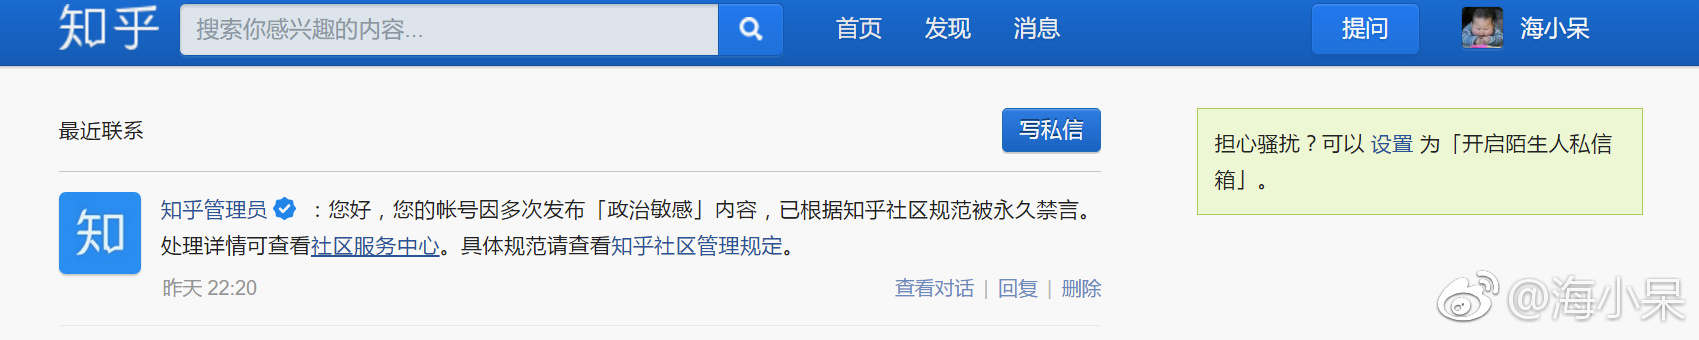 知乎 搜索你感兴趣的内容... 首页 发现 消息 提问 海小呆
最近联系 写私信
知 知乎管理员 ：您好，您的帐号因多次发布「政治敏感」内容，已根据知乎社区规范被永久禁言。
处理详情可查看社区服务中心。具体规范请查看知乎社区管理规定。
昨天 22:20 查看对话 | 回复 | 删除
担心骚扰？可以 设置 为「开启陌生人私信
箱」。
@海小呆